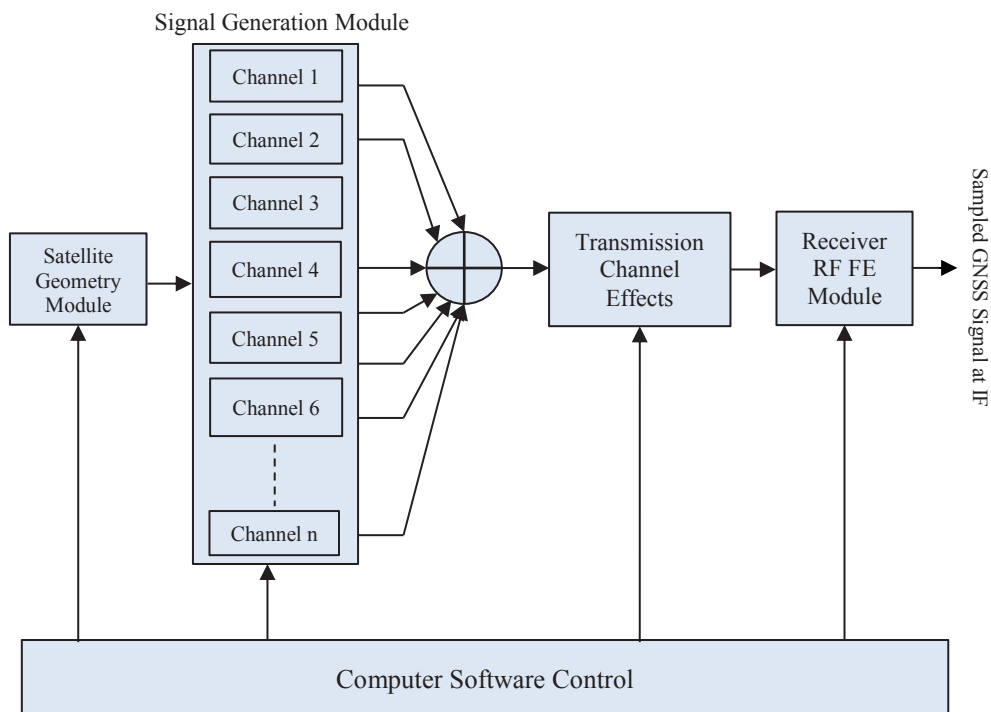 Signal Generation Module
Channel 1
Channel 2
Channel 3
Channel 4
Channel 5
Channel 6
Channel n
Satellite
Geometry
Module
Transmission
Channel
Effects
Receiver
RF FE
Module
Sampled GNSS Signal at IF
Computer Software Control